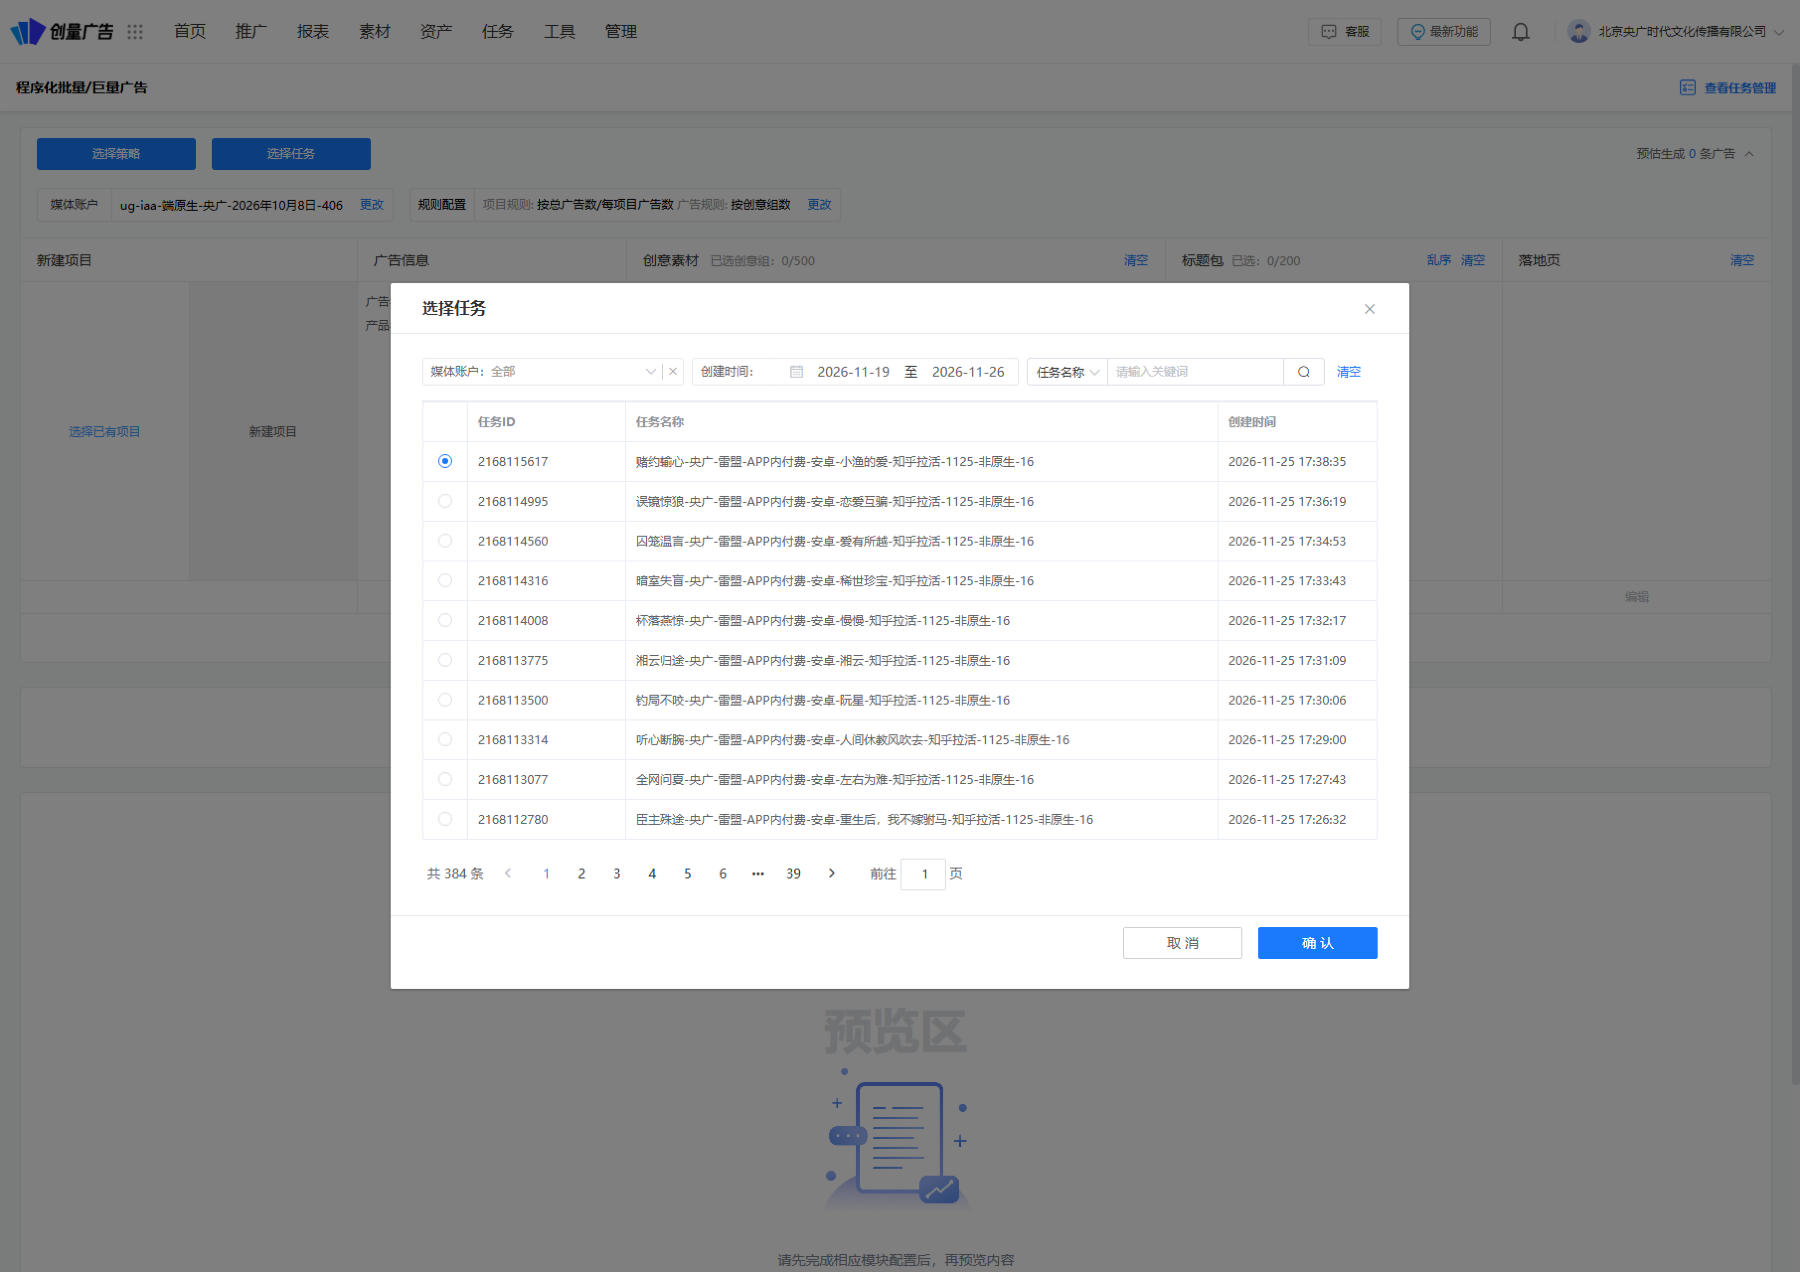 创量广告 首页 推广 报表 素材 资产 任务 工具 管理 客服 最新功能 北京央广时代文化传播有限公司
程序化批量/巨量广告 查看任务管理
选择策略 选择任务 预估生成 0 条广告
媒体账户 ug-iaa-端原生-央广-2026年10月8日-406 更改 规则配置 项目规则: 按总广告数/每项目广告数 广告规则: 按创意组数 更改
新建项目 广告信息 创意素材 已选创意组: 0/500 清空 标题包 已选: 0/200 乱序 清空 落地页 清空
广告
产品
选择已有项目 新建项目
编辑
选择任务
媒体账户: 全部 创建时间: 2026-11-19 至 2026-11-26 任务名称 请输入关键词 清空
任务ID 任务名称 创建时间
2168115617 赌约输心-央广-雷盟-APP内付费-安卓-小渔的爱-知乎拉活-1125-非原生-16 2026-11-25 17:38:35
2168114995 误镜惊狼-央广-雷盟-APP内付费-安卓-恋爱互骗-知乎拉活-1125-非原生-16 2026-11-25 17:36:19
2168114560 囚笼温言-央广-雷盟-APP内付费-安卓-爱有所越-知乎拉活-1125-非原生-16 2026-11-25 17:34:53
2168114316 暗室失盲-央广-雷盟-APP内付费-安卓-稀世珍宝-知乎拉活-1125-非原生-16 2026-11-25 17:33:43
2168114008 杯落燕惊-央广-雷盟-APP内付费-安卓-慢慢-知乎拉活-1125-非原生-16 2026-11-25 17:32:17
2168113775 湘云归途-央广-雷盟-APP内付费-安卓-湘云-知乎拉活-1125-非原生-16 2026-11-25 17:31:09
2168113500 钓局不咬-央广-雷盟-APP内付费-安卓-阮星-知乎拉活-1125-非原生-16 2026-11-25 17:30:06
2168113314 听心断腕-央广-雷盟-APP内付费-安卓-人间休教风吹去-知乎拉活-1125-非原生-16 2026-11-25 17:29:00
2168113077 全网问夏-央广-雷盟-APP内付费-安卓-左右为难-知乎拉活-1125-非原生-16 2026-11-25 17:27:43
2168112780 臣主殊途-央广-雷盟-APP内付费-安卓-重生后，我不嫁驸马-知乎拉活-1125-非原生-16 2026-11-25 17:26:32
共 384 条 1 2 3 4 5 6 ••• 39 前往 1 页
取消 确认
预览区
请先完成相应模块配置后，再预览内容